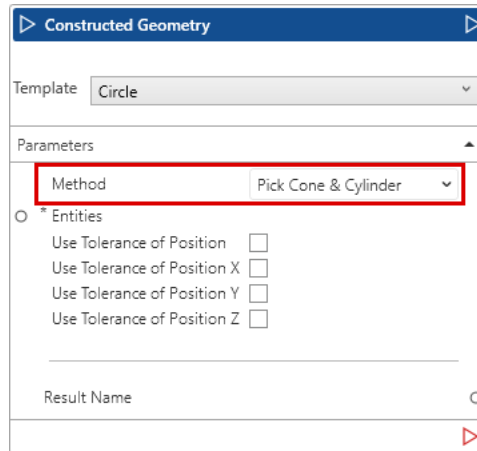 Constructed Geometry
Template Circle
Parameters
Method Pick Cone & Cylinder
* Entities
Use Tolerance of Position
Use Tolerance of Position X
Use Tolerance of Position Y
Use Tolerance of Position Z
Result Name